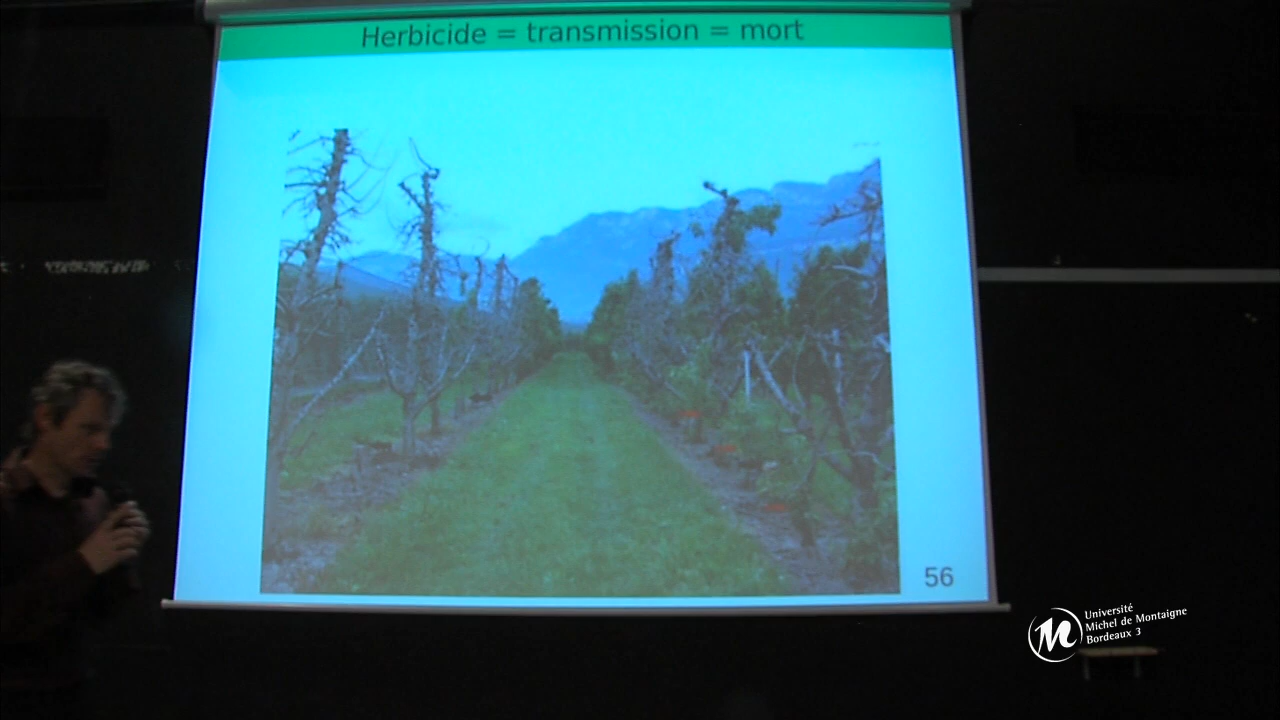 Herbicide = transmission = mort
56
Université
Michel de Montaigne
Bordeaux 3